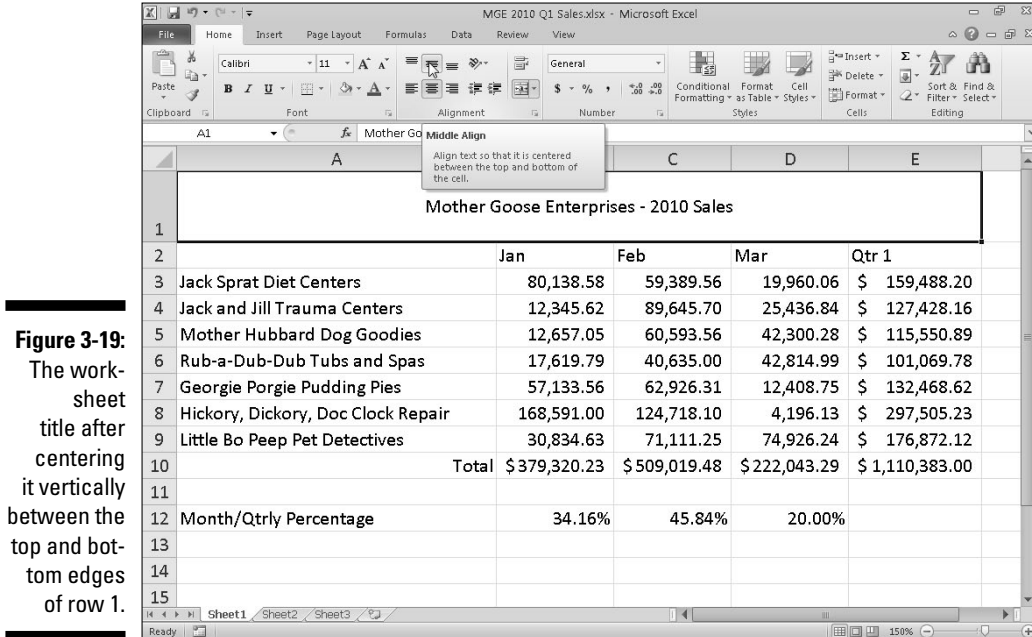 MGE 2010 Q1 Sales.xlsx - Microsoft Excel
File Home Insert Page Layout Formulas Data Review View
Calibri 11 General
Insert
Delete
Format
Paste
B I U
$ % ,
Conditional Formatting
Format as Table
Cell Styles
Sort & Filter
Find & Select
Clipboard Font Alignment Number Styles Cells Editing
A1 fx Mother Go
Middle Align
Align text so that it is centered
between the top and bottom of
the cell.
A C D E
1 Mother Goose Enterprises - 2010 Sales
2 Jan Feb Mar Qtr 1
3 Jack Sprat Diet Centers 80,138.58 59,389.56 19,960.06 $ 159,488.20
4 Jack and Jill Trauma Centers 12,345.62 89,645.70 25,436.84 $ 127,428.16
5 Mother Hubbard Dog Goodies 12,657.05 60,593.56 42,300.28 $ 115,550.89
6 Rub-a-Dub-Dub Tubs and Spas 17,619.79 40,635.00 42,814.99 $ 101,069.78
7 Georgie Porgie Pudding Pies 57,133.56 62,926.31 12,408.75 $ 132,468.62
8 Hickory, Dickory, Doc Clock Repair 168,591.00 124,718.10 4,196.13 $ 297,505.23
9 Little Bo Peep Pet Detectives 30,834.63 71,111.25 74,926.24 $ 176,872.12
10 Total $379,320.23 $509,019.48 $222,043.29 $1,110,383.00
11
12 Month/Qtrly Percentage 34.16% 45.84% 20.00%
13
14
15
Sheet1 Sheet2 Sheet3
Ready 150%
Figure 3-19:
The work-
sheet
title after
centering
it vertically
between the
top and bot-
tom edges
of row 1.